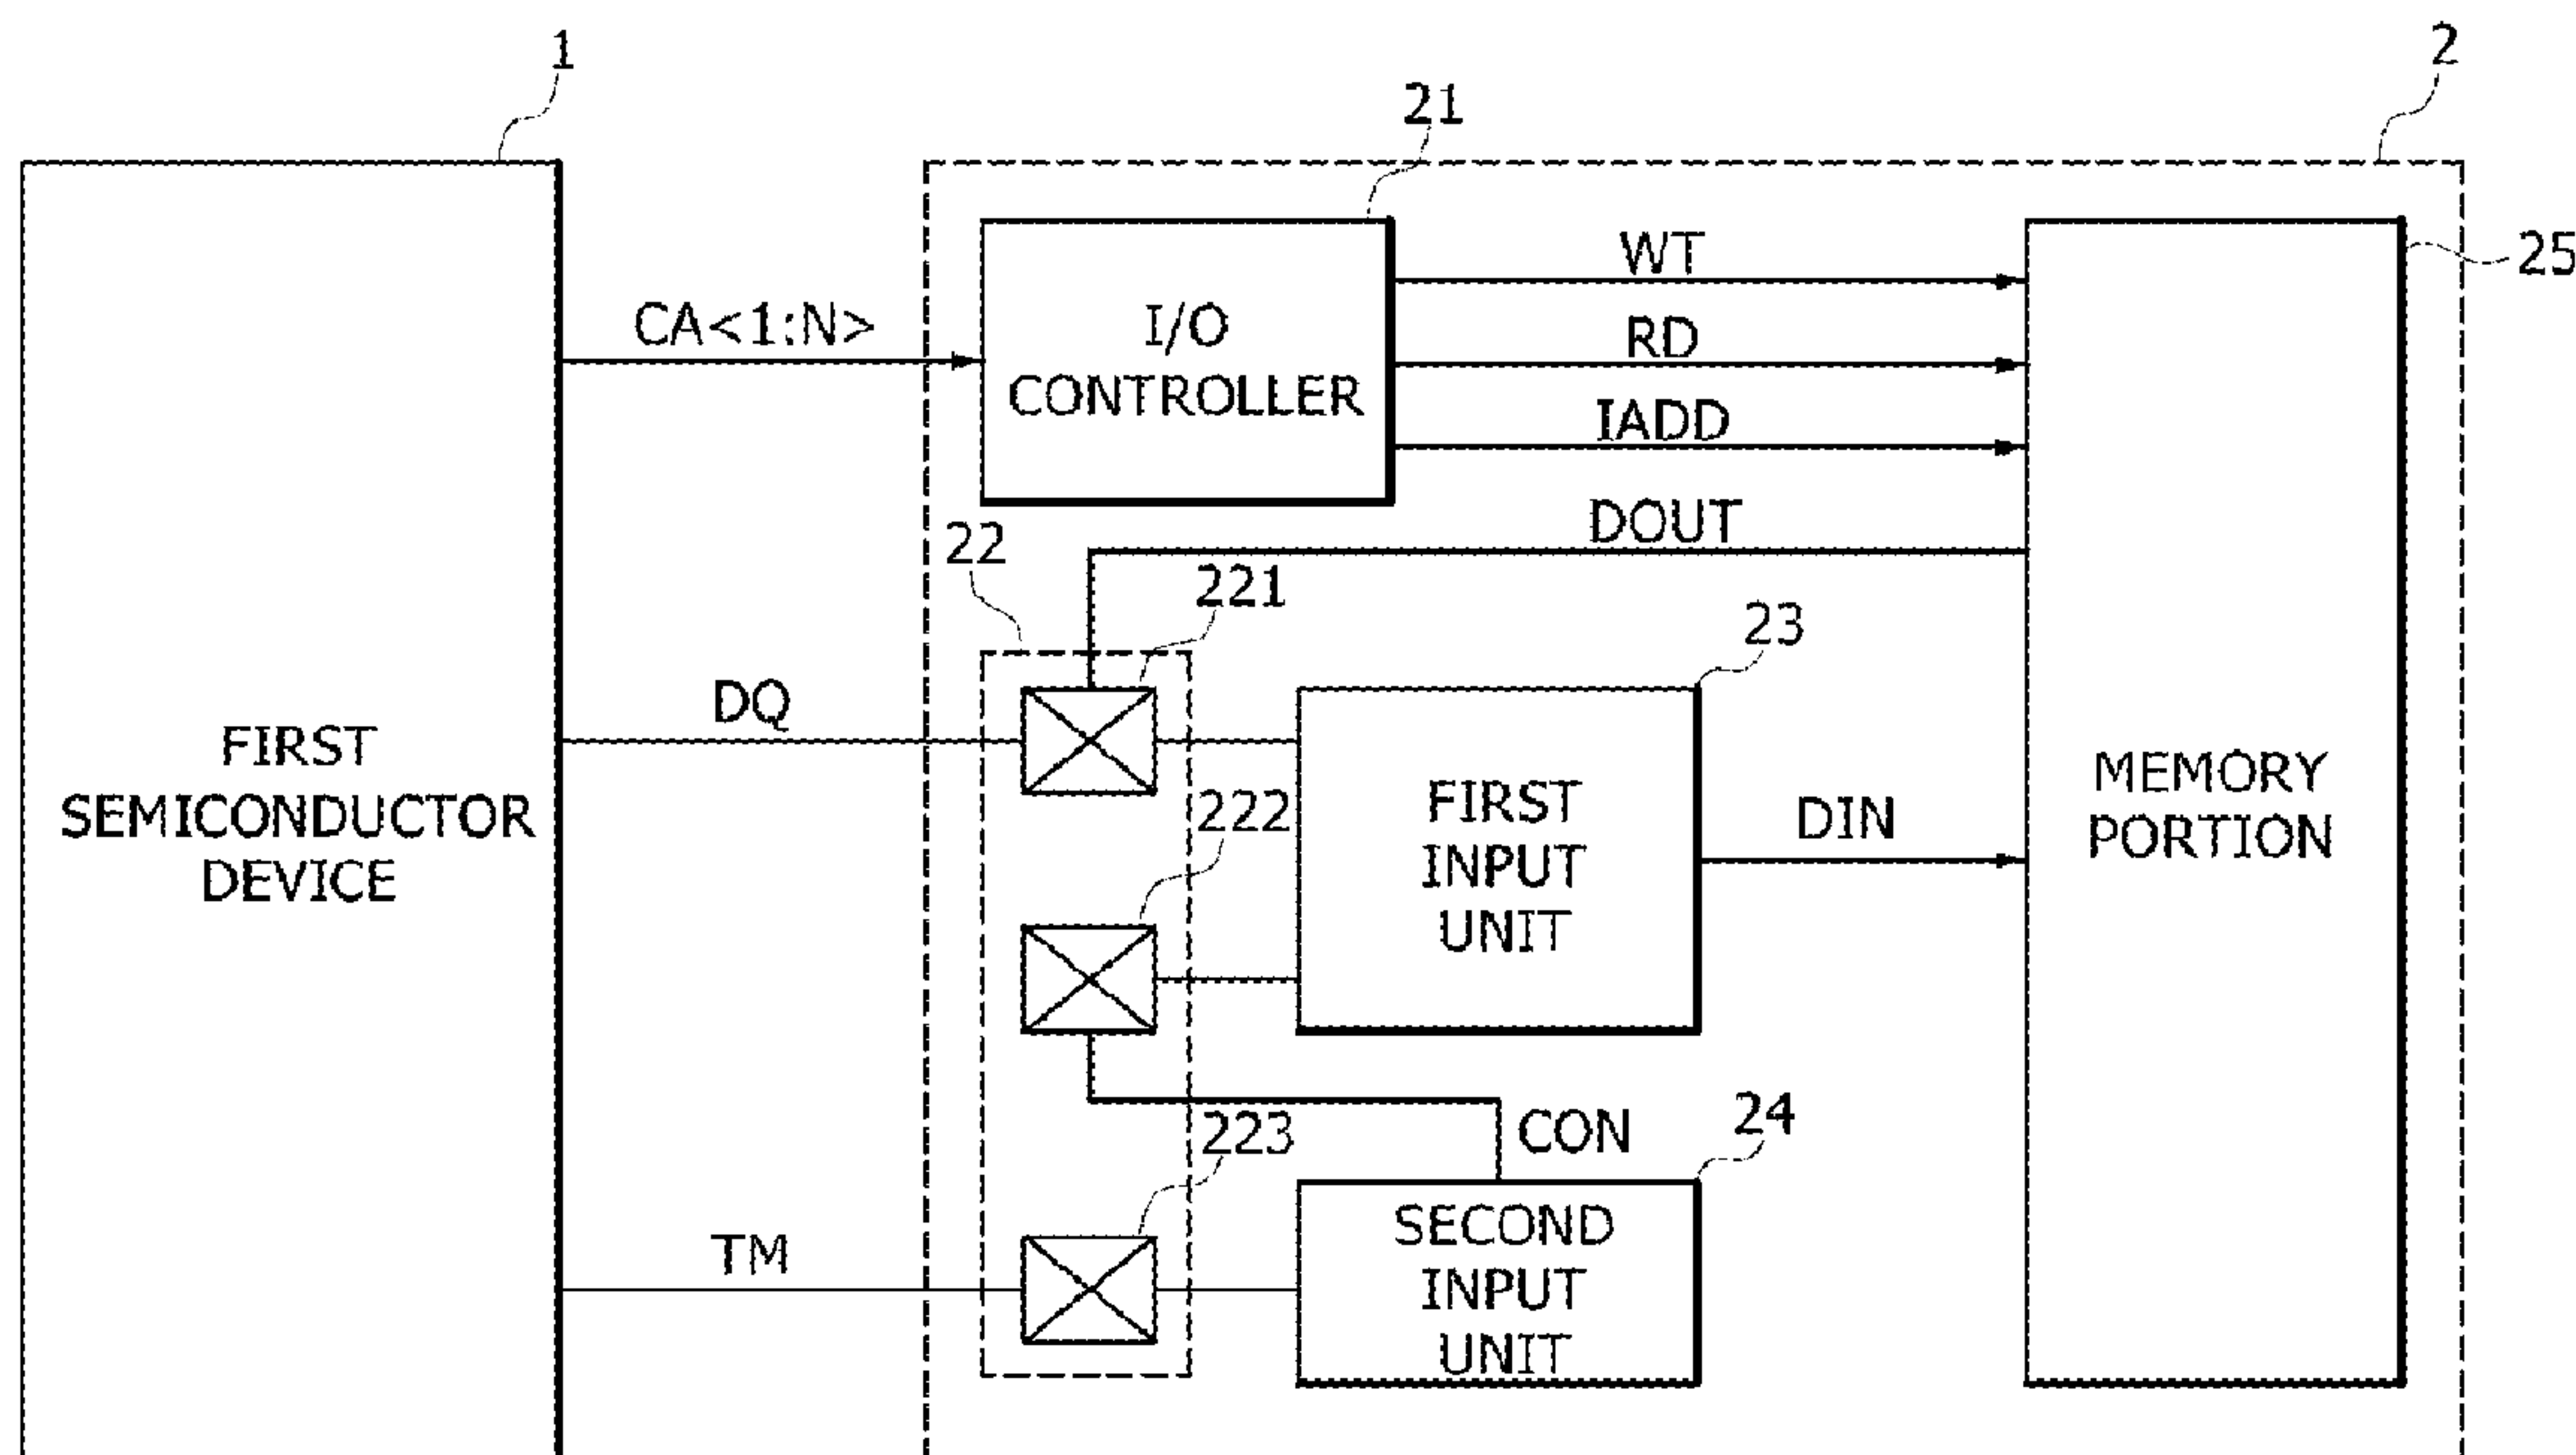 1
2
21
WT
25
CA<1:N>
I/O
CONTROLLER
RD
IADD
DOUT
22
221
23
DQ
FIRST
SEMICONDUCTOR
DEVICE
222
FIRST
INPUT
UNIT
DIN
MEMORY
PORTION
CON
24
223
TM
SECOND
INPUT
UNIT